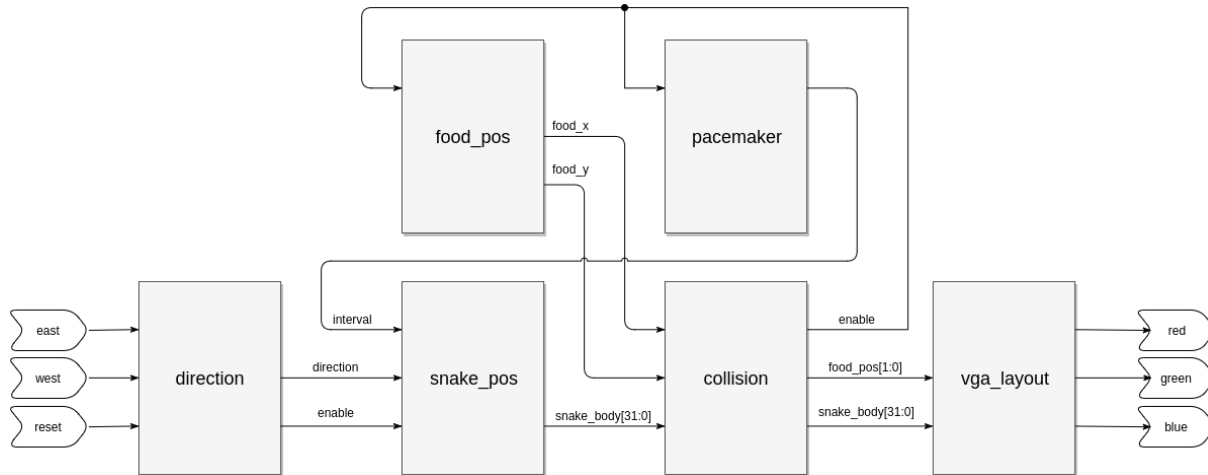 food_pos
pacemaker
food_x
food_y
interval
enable
east
red
direction
food_pos[1:0]
west
direction
snake_pos
collision
vga_layout
green
enable
snake_body[31:0]
snake_body[31:0]
reset
blue